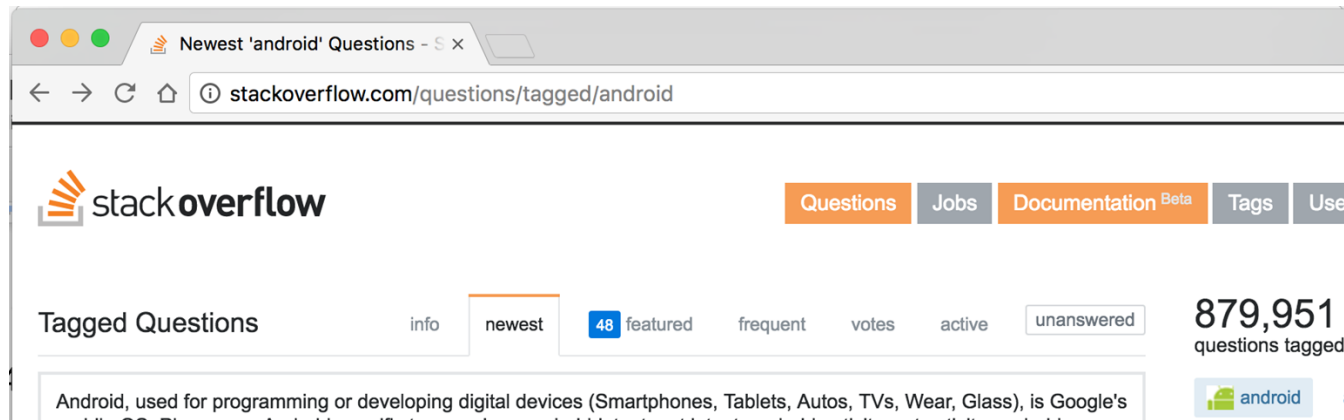 Newest 'android' Questions - S
stackoverflow.com/questions/tagged/android
stackoverflow
Questions Jobs Documentation Beta Tags Use
Tagged Questions info newest 48 featured frequent votes active unanswered 879,951
questions tagged
Android, used for programming or developing digital devices (Smartphones, Tablets, Autos, TVs, Wear, Glass), is Google's
android